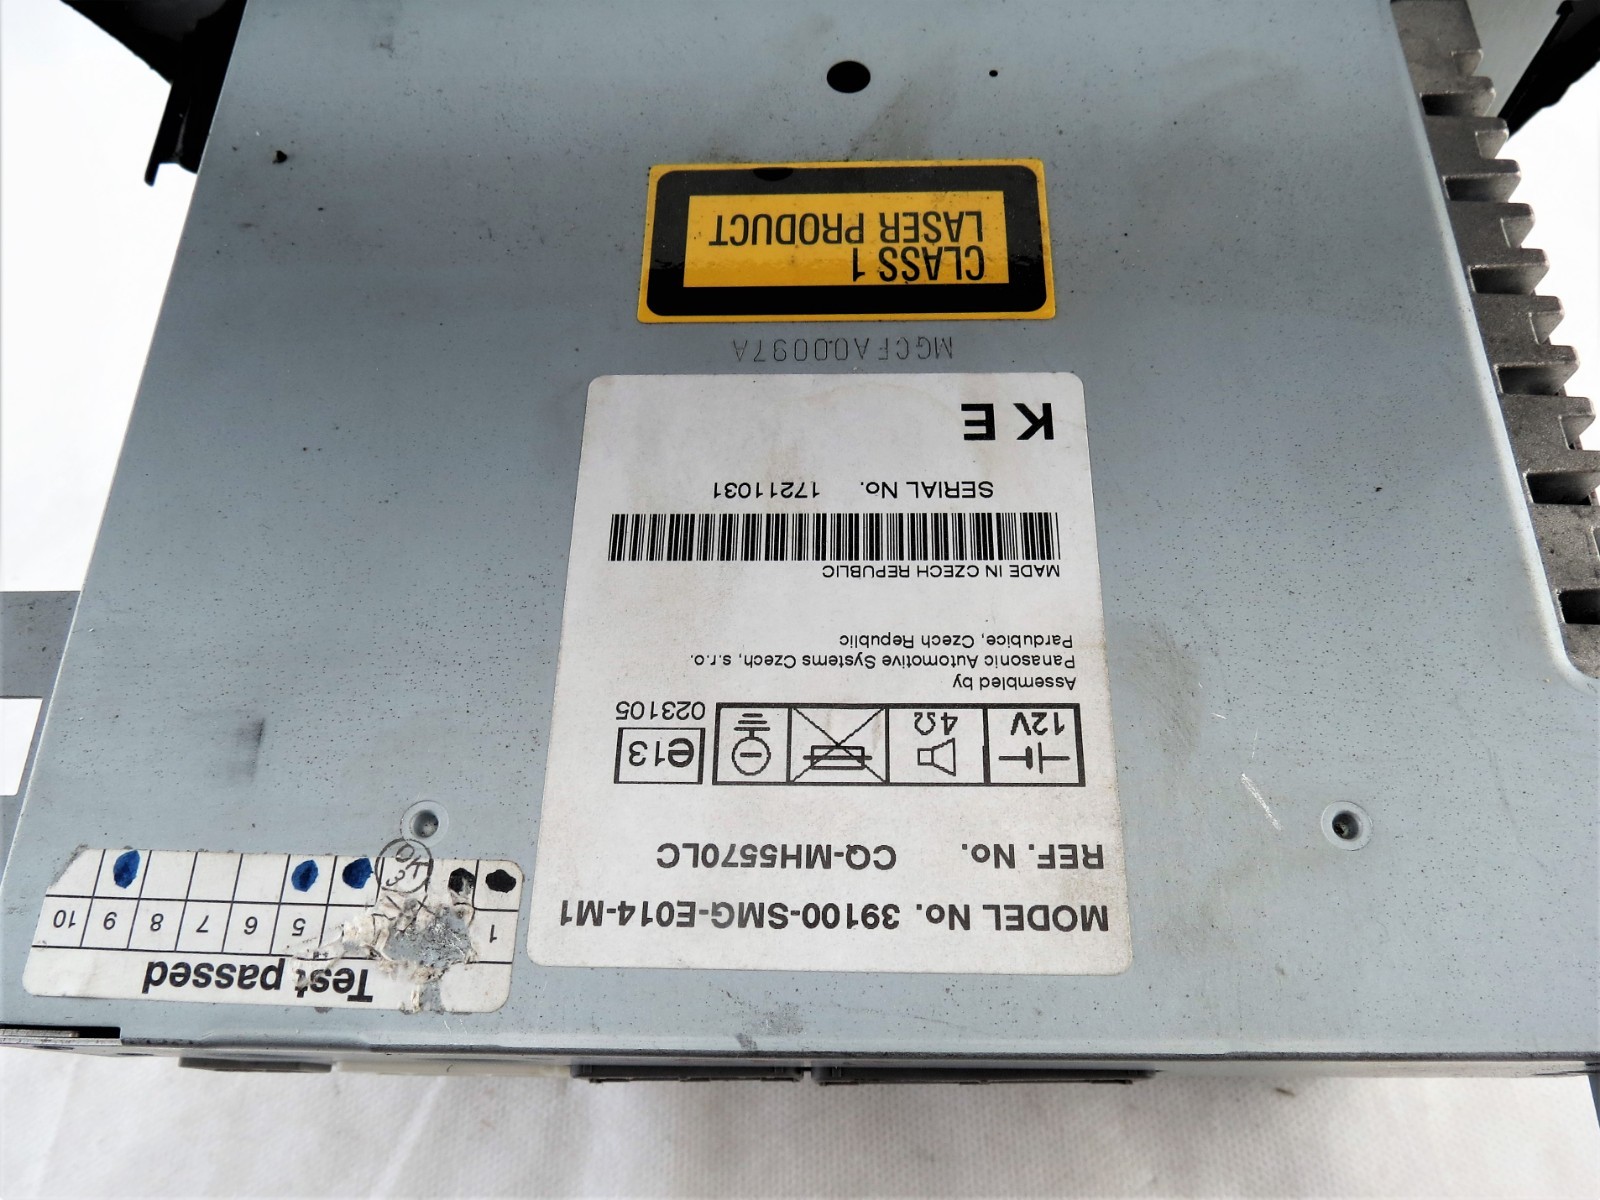 MODEL No. 39100-SMG-E014-M1
REF. No. CQ-MH5570LC
12V
4Ω
e13
023105
Assembled by
Panasonic Automotive Systems Czech, s.r.o.
Pardubice, Czech Republic
MADE IN CZECH REPUBLIC
SERIAL No. 17211031
KE
MGCFA00097A
CLASS 1
LASER PRODUCT
Test passed
1 5 6 7 8 9 10